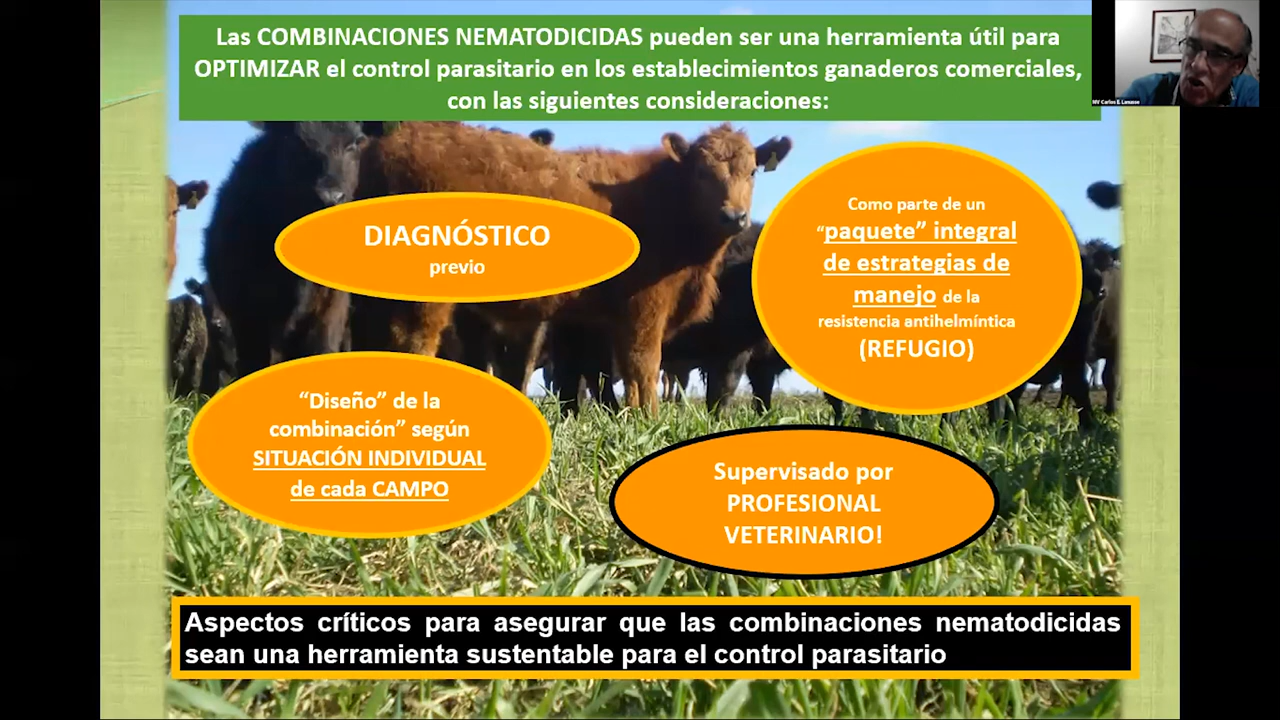 Las COMBINACIONES NEMATODICIDAS pueden ser una herramienta útil para
OPTIMIZAR el control parasitario en los establecimientos ganaderos comerciales,
con las siguientes consideraciones:
MV Carlos E Lanusse
DIAGNÓSTICO
previo
Como parte de un
"paquete" integral
de estrategias de
manejo de la
resistencia antihelmíntica
(REFUGIO)
"Diseño" de la
combinación" según
SITUACIÓN INDIVIDUAL
de cada CAMPO
Supervisado por
PROFESIONAL
VETERINARIO!
Aspectos críticos para asegurar que las combinaciones nematodicidas
sean una herramienta sustentable para el control parasitario